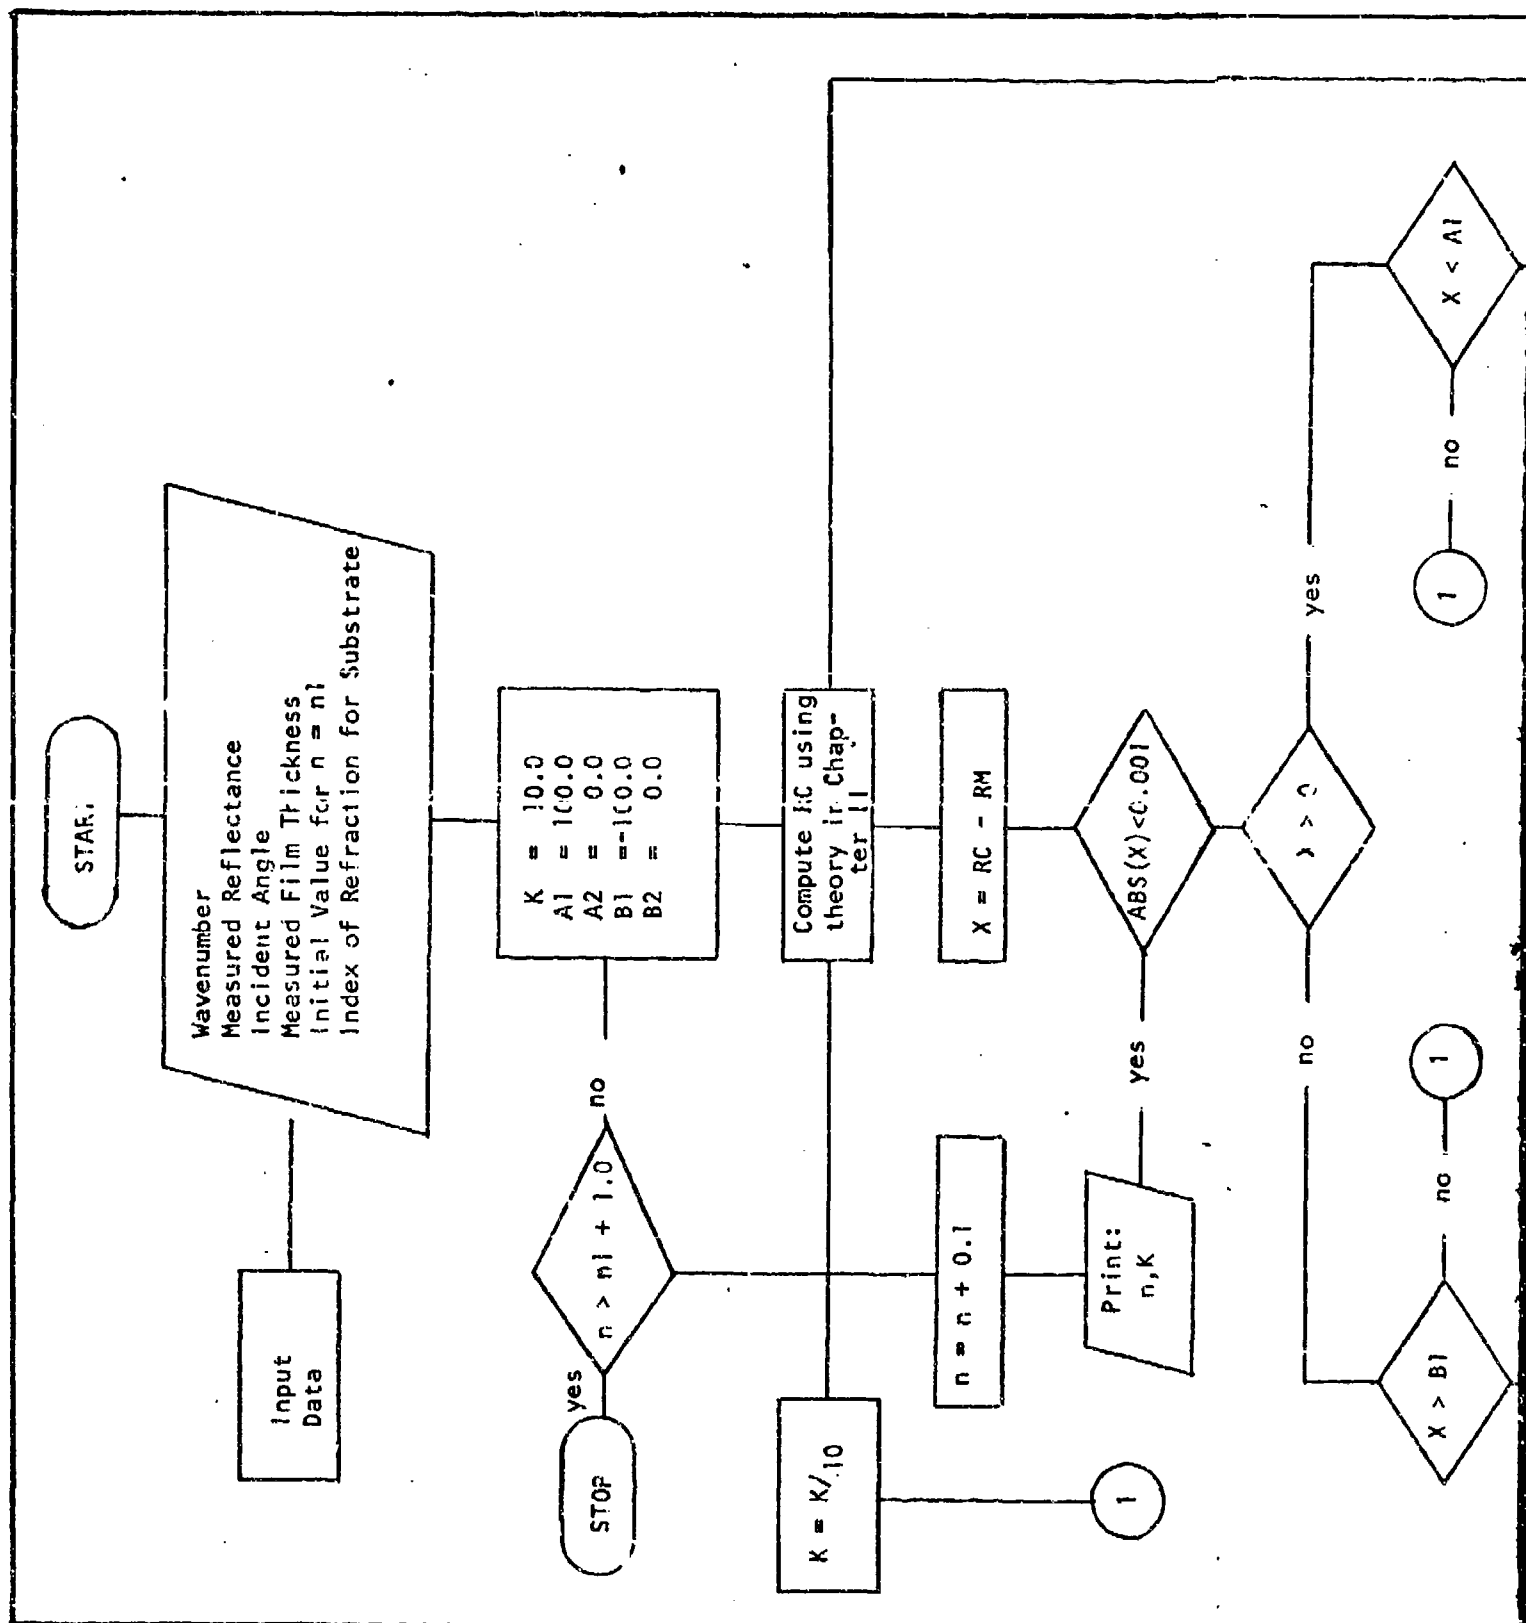 START
Input
Data
Wavenumber
Measured Reflectance
Incident Angle
Measured Film Thickness
Initial Value for n = n1
Index of Refraction for Substrate
K = 10.0
A1 = 100.0
A2 = 0.0
B1 =-100.0
B2 = 0.0
no
n > n1 + 1.0
yes
STOP
Compute RC using
theory in Chap-
ter II
K = K/10
1
X = RC - RM
n = n + 0.1
ABS(X)<0.001
yes
Print:
n,K
X > 0
yes
no
X < A1
no
1
X > B1
no
1